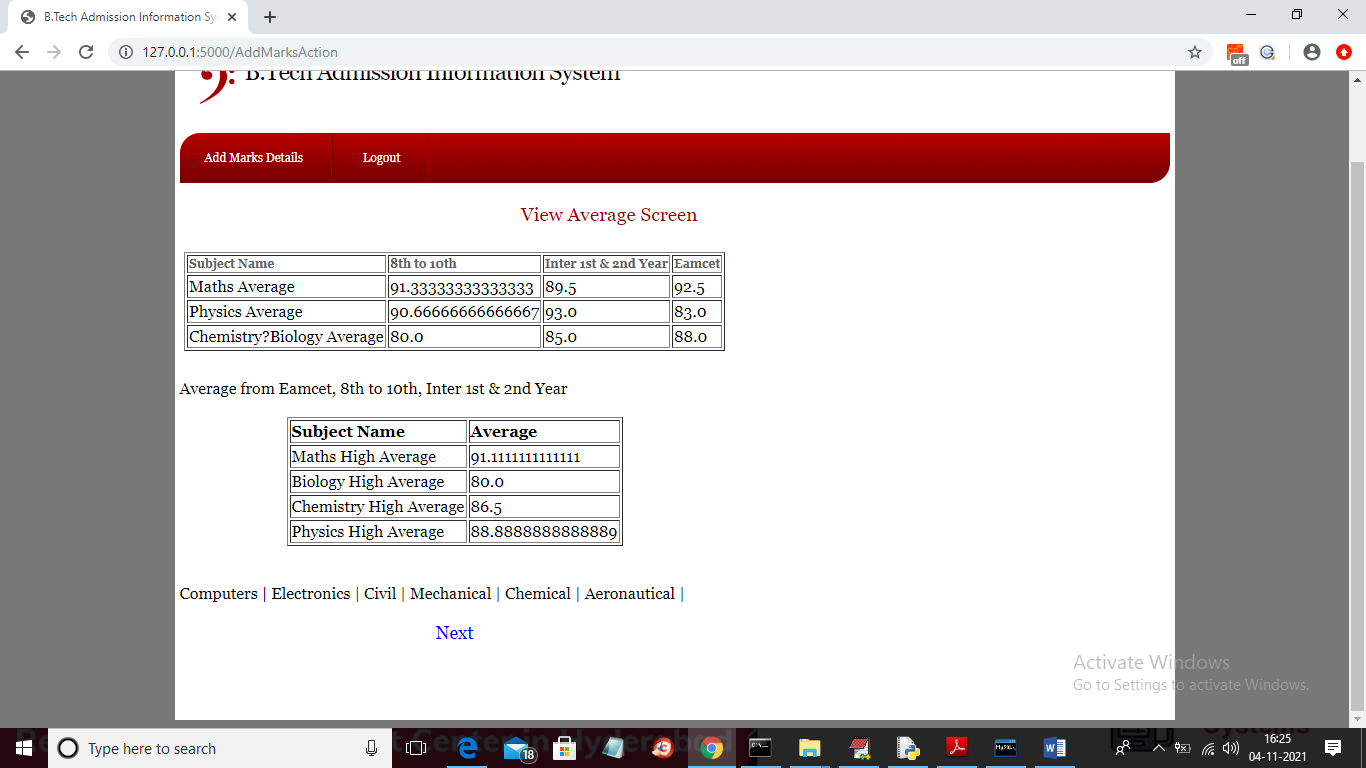 B.Tech Admission Information Sy
127.0.0.1:5000/AddMarksAction
off
B.Tech Admission Information System
Add Marks Details Logout
View Average Screen
Subject Name 8th to 10th Inter 1st & 2nd Year Eamcet
Maths Average 91.33333333333333 89.5 92.5
Physics Average 90.66666666666667 93.0 83.0
Chemistry?Biology Average 80.0 85.0 88.0
Average from Eamcet, 8th to 10th, Inter 1st & 2nd Year
Subject Name Average
Maths High Average 91.1111111111111
Biology High Average 80.0
Chemistry High Average 86.5
Physics High Average 88.8888888888889
Computers | Electronics | Civil | Mechanical | Chemical | Aeronautical |
Next
Activate Windows
Go to Settings to activate Windows.
Type here to search
18
16:25
04-11-2021